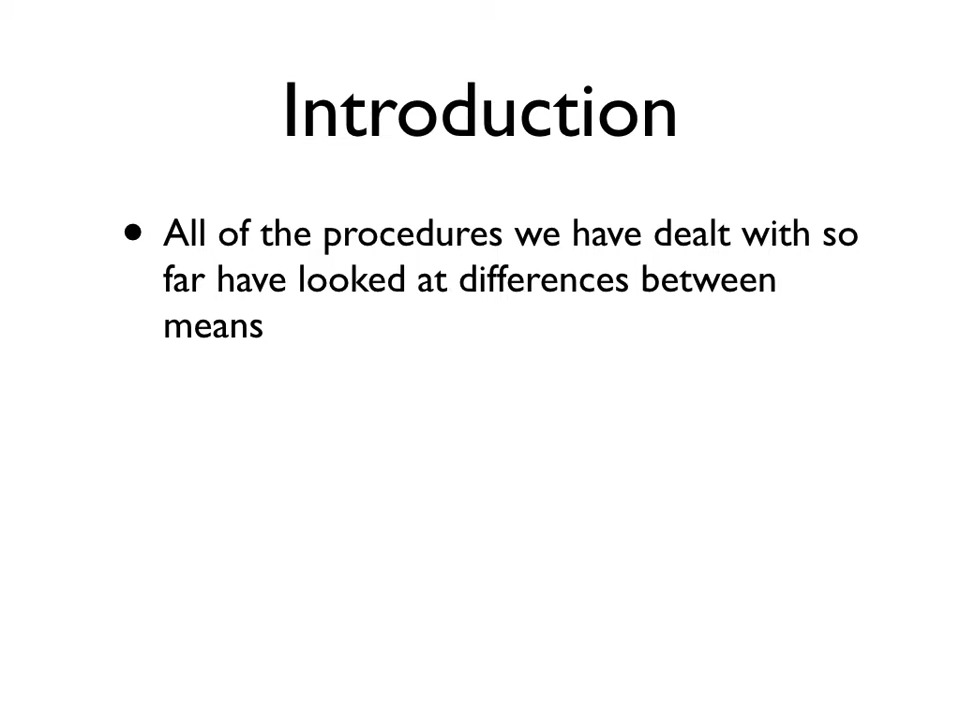 Introduction
• All of the procedures we have dealt with so
far have looked at differences between
means